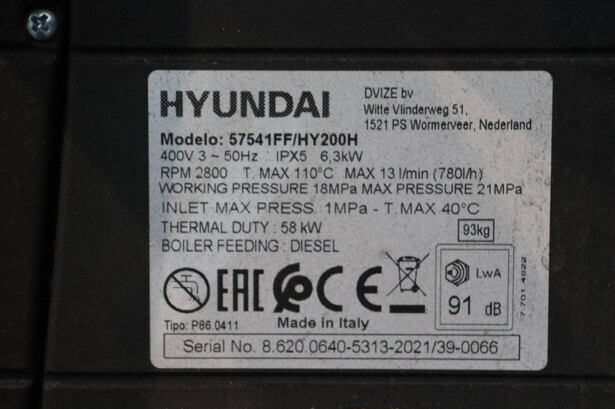 HYUNDAI
DVIZE bv
Witte Vlinderweg 51,
1521 PS Wormerveer, Nederland
Modelo: 57541FF/HY200H
400V 3 ~ 50Hz IPX5 6,3kW
RPM 2800 T. MAX 110°C MAX 13 l/min (780l/h)
WORKING PRESSURE 18MPa MAX PRESSURE 21MPa
INLET MAX PRESS. 1MPa - T. MAX 40°C
THERMAL DUTY : 58 kW
93kg
BOILER FEEDING : DIESEL
EAC CE
LwA
91 dB
7.701.4822
Tipo: P86.0411
Made in Italy
Serial No. 8.620.0640-5313-2021/39-0066